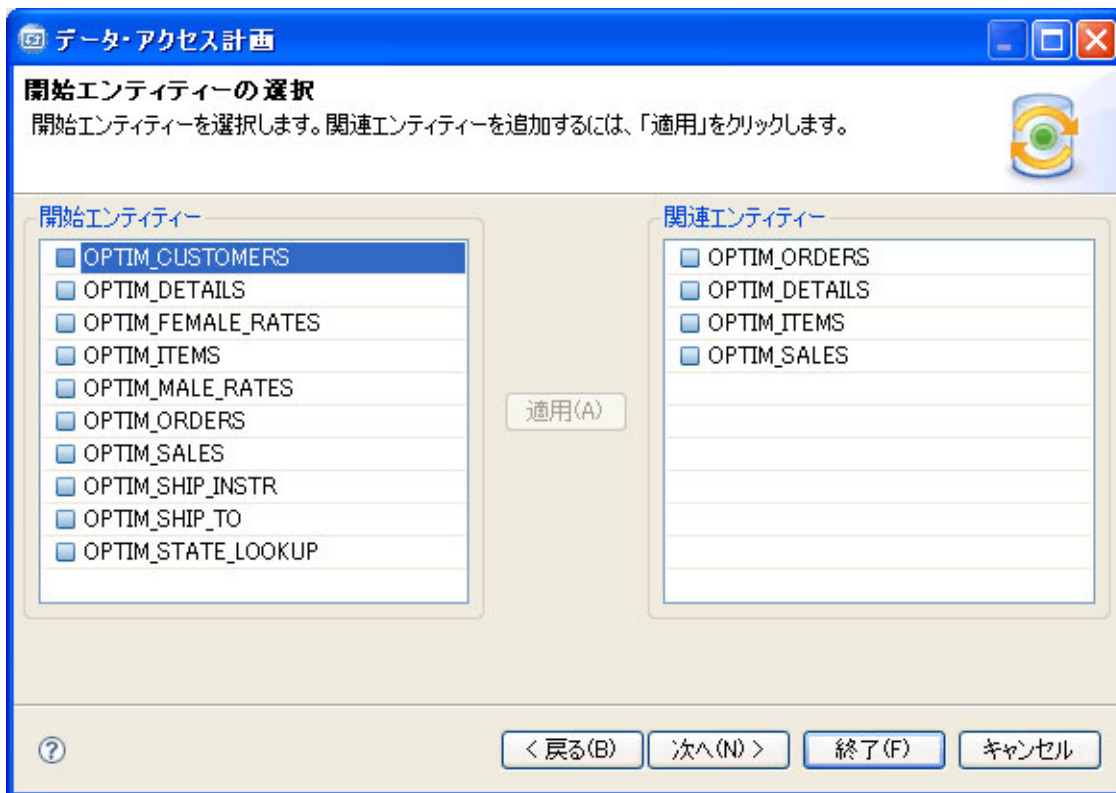 データ・アクセス計画
開始エンティティーの選択
開始エンティティーを選択します。関連エンティティーを追加するには、「適用」をクリックします。
開始エンティティー
OPTIM_CUSTOMERS
OPTIM_DETAILS
OPTIM_FEMALE_RATES
OPTIM_ITEMS
OPTIM_MALE_RATES
OPTIM_ORDERS
OPTIM_SALES
OPTIM_SHIP_INSTR
OPTIM_SHIP_TO
OPTIM_STATE_LOOKUP
適用(A)
関連エンティティー
OPTIM_ORDERS
OPTIM_DETAILS
OPTIM_ITEMS
OPTIM_SALES
?
< 戻る(B)
次へ(N) >
終了(F)
キャンセル